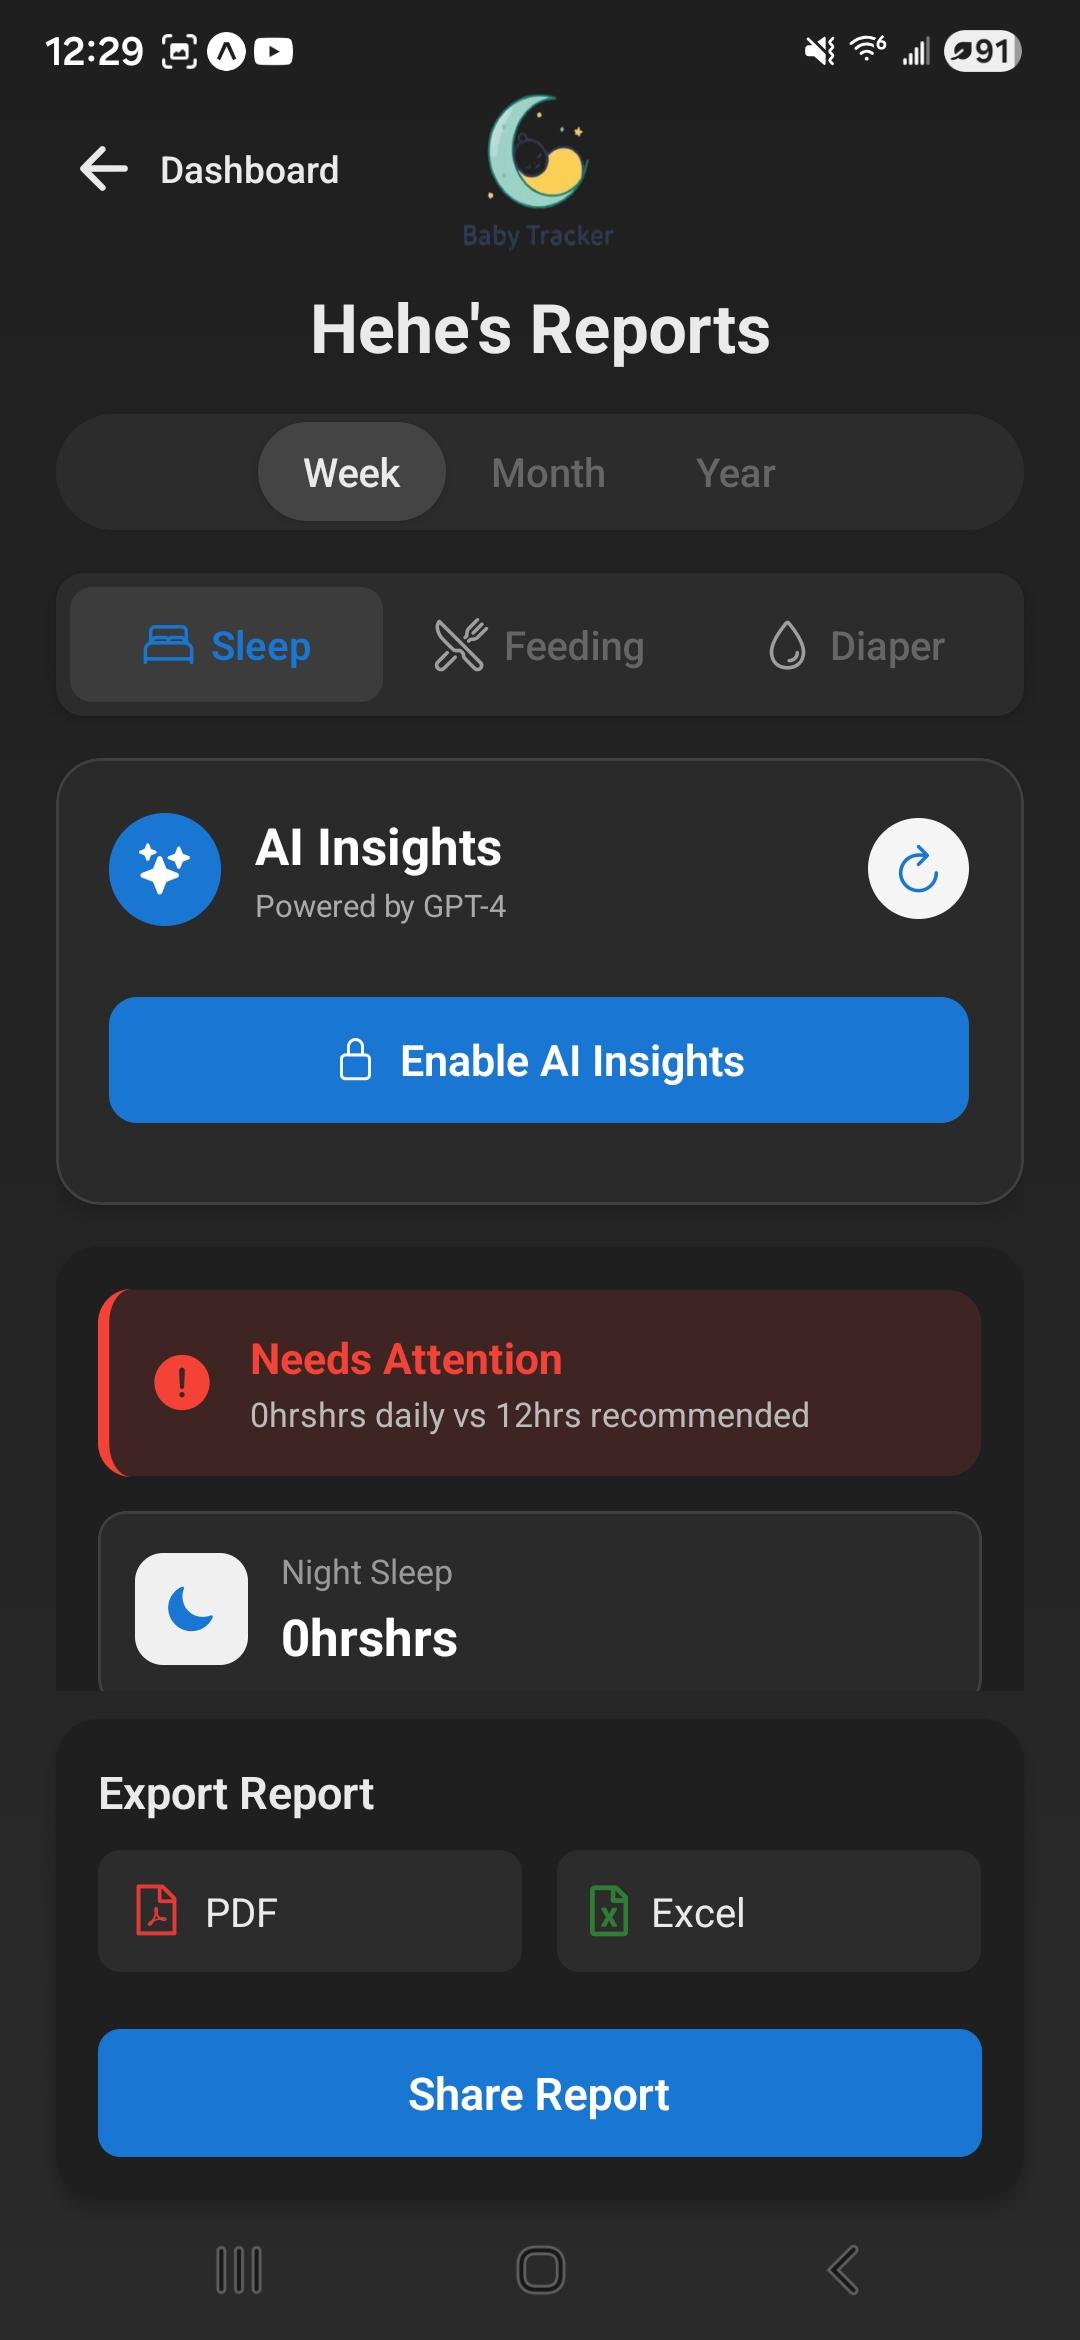 12:29
6
91
Dashboard
Baby Tracker
Hehe's Reports
Week Month Year
Sleep Feeding Diaper
AI Insights
Powered by GPT-4
Enable AI Insights
Needs Attention
0hrshrs daily vs 12hrs recommended
Night Sleep
0hrshrs
Export Report
PDF Excel
Share Report